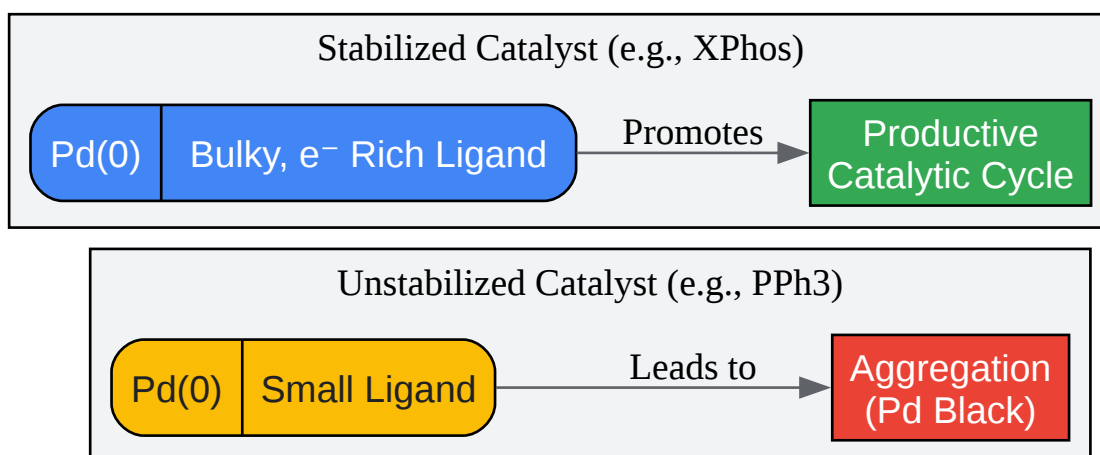 Stabilized Catalyst (e.g., XPhos)
Pd(0) Bulky, e⁻ Rich Ligand
Promotes
Productive
Catalytic Cycle
Unstabilized Catalyst (e.g., PPh3)
Pd(0) Small Ligand
Leads to
Aggregation
(Pd Black)